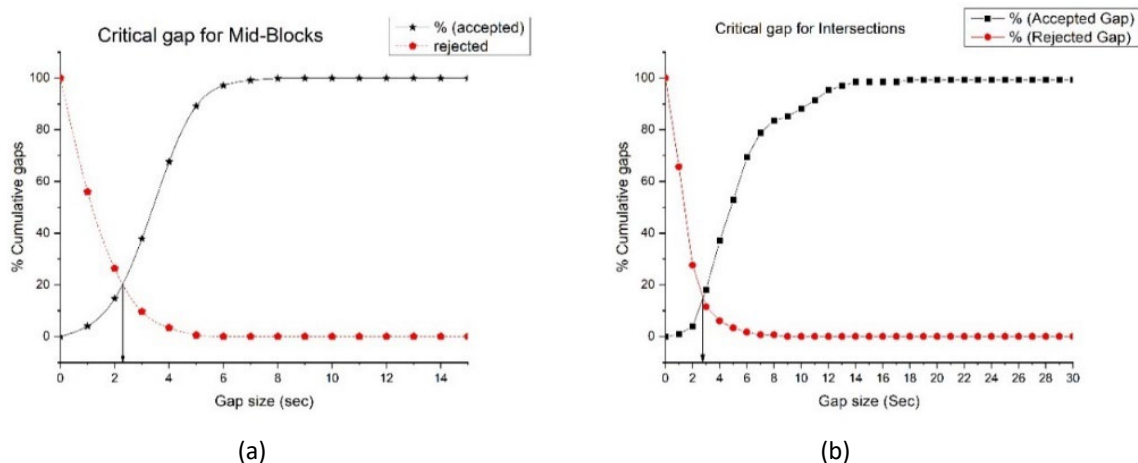 Critical gap for Mid-Blocks
% (accepted)
rejected
% Cumulative gaps
100
80
60
40
20
0
0 2 4 6 8 10 12 14
Gap size (sec)
(a)
Critical gap for Intersections
% (Accepted Gap)
% (Rejected Gap)
% Cumulative gaps
100
80
60
40
20
0
0 2 4 6 8 10 12 14 16 18 20 22 24 26 28 30
Gap size (Sec)
(b)